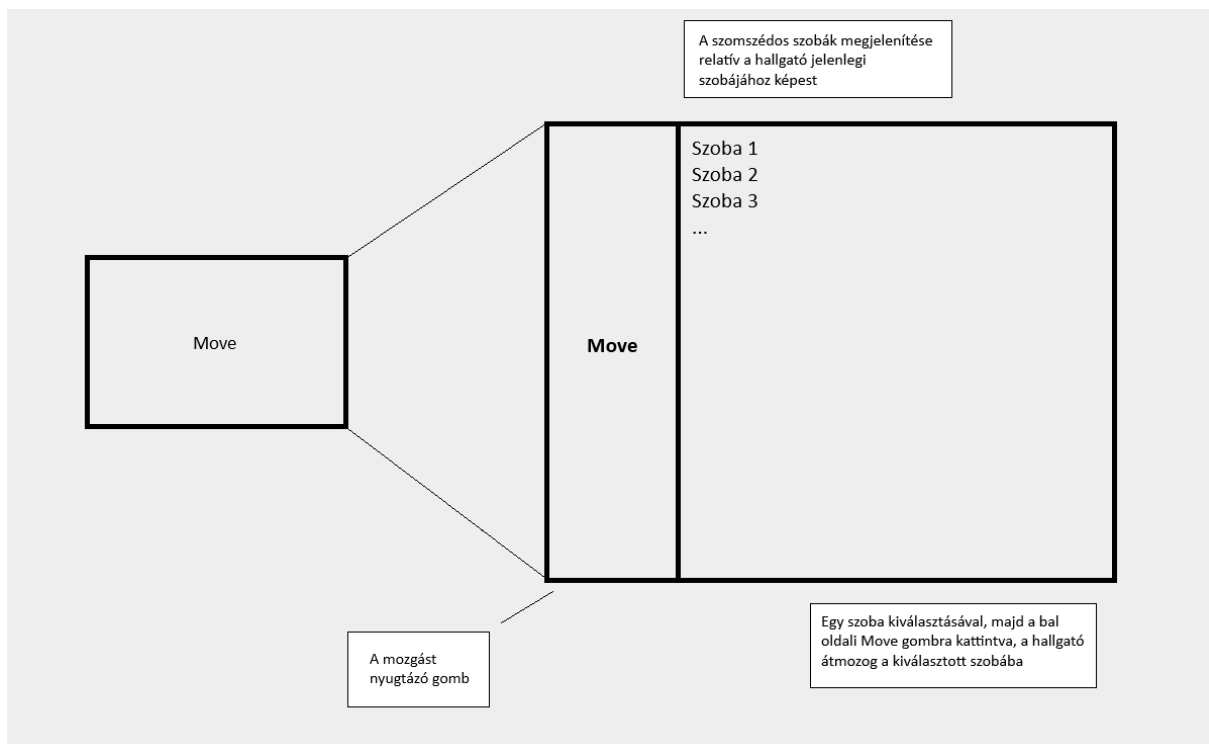 A szomszédos szobák megjelenítése
relatív a hallgató jelenlegi
szobájához képest
Szoba 1
Szoba 2
Szoba 3
...
Move
Move
A mozgást
nyugtázó gomb
Egy szoba kiválasztásával, majd a bal
oldali Move gombra kattintva, a hallgató
átmozog a kiválasztott szobába